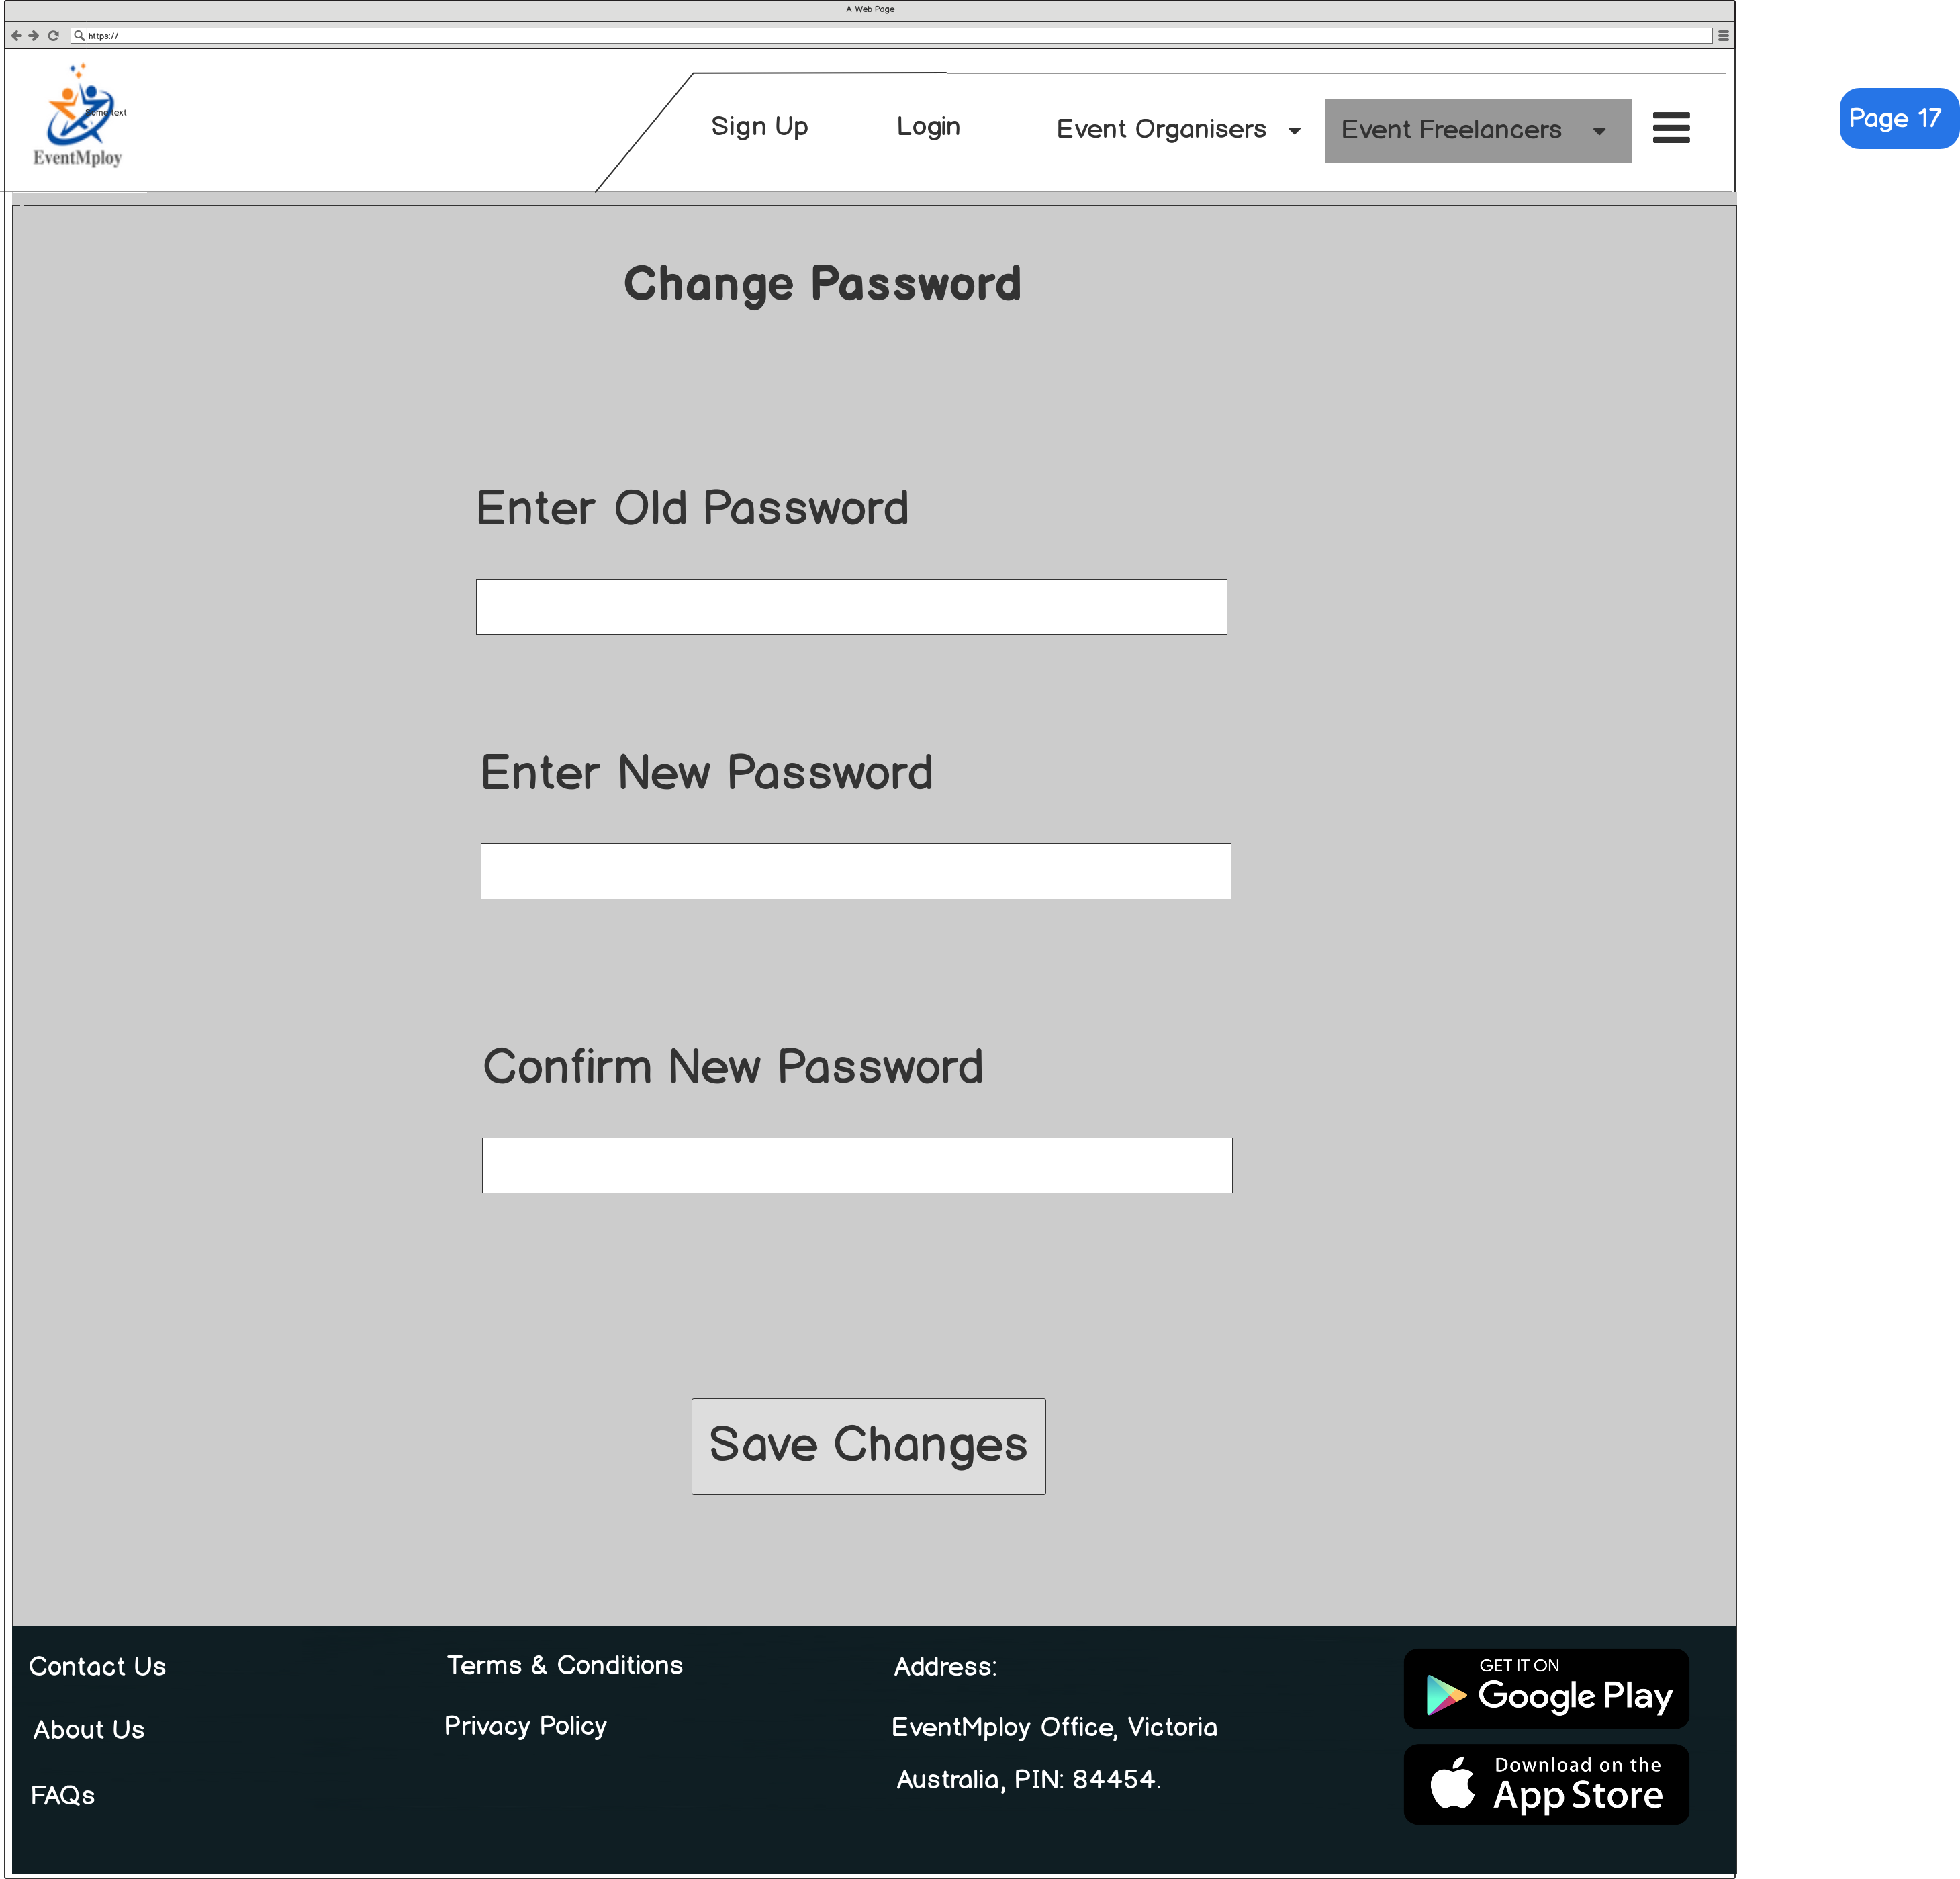 A Web Page
https://
Some text
EventMploy
Sign Up
Login
Event Organisers
Event Freelancers
Page 17
Change Password
Enter Old Password
Enter New Password
Confirm New Password
Save Changes
Contact Us
Terms & Conditions
Address:
GET IT ON
Google Play
About Us
Privacy Policy
EventMploy Office, Victoria
Download on the
App Store
FAQs
Australia, PIN: 84454.